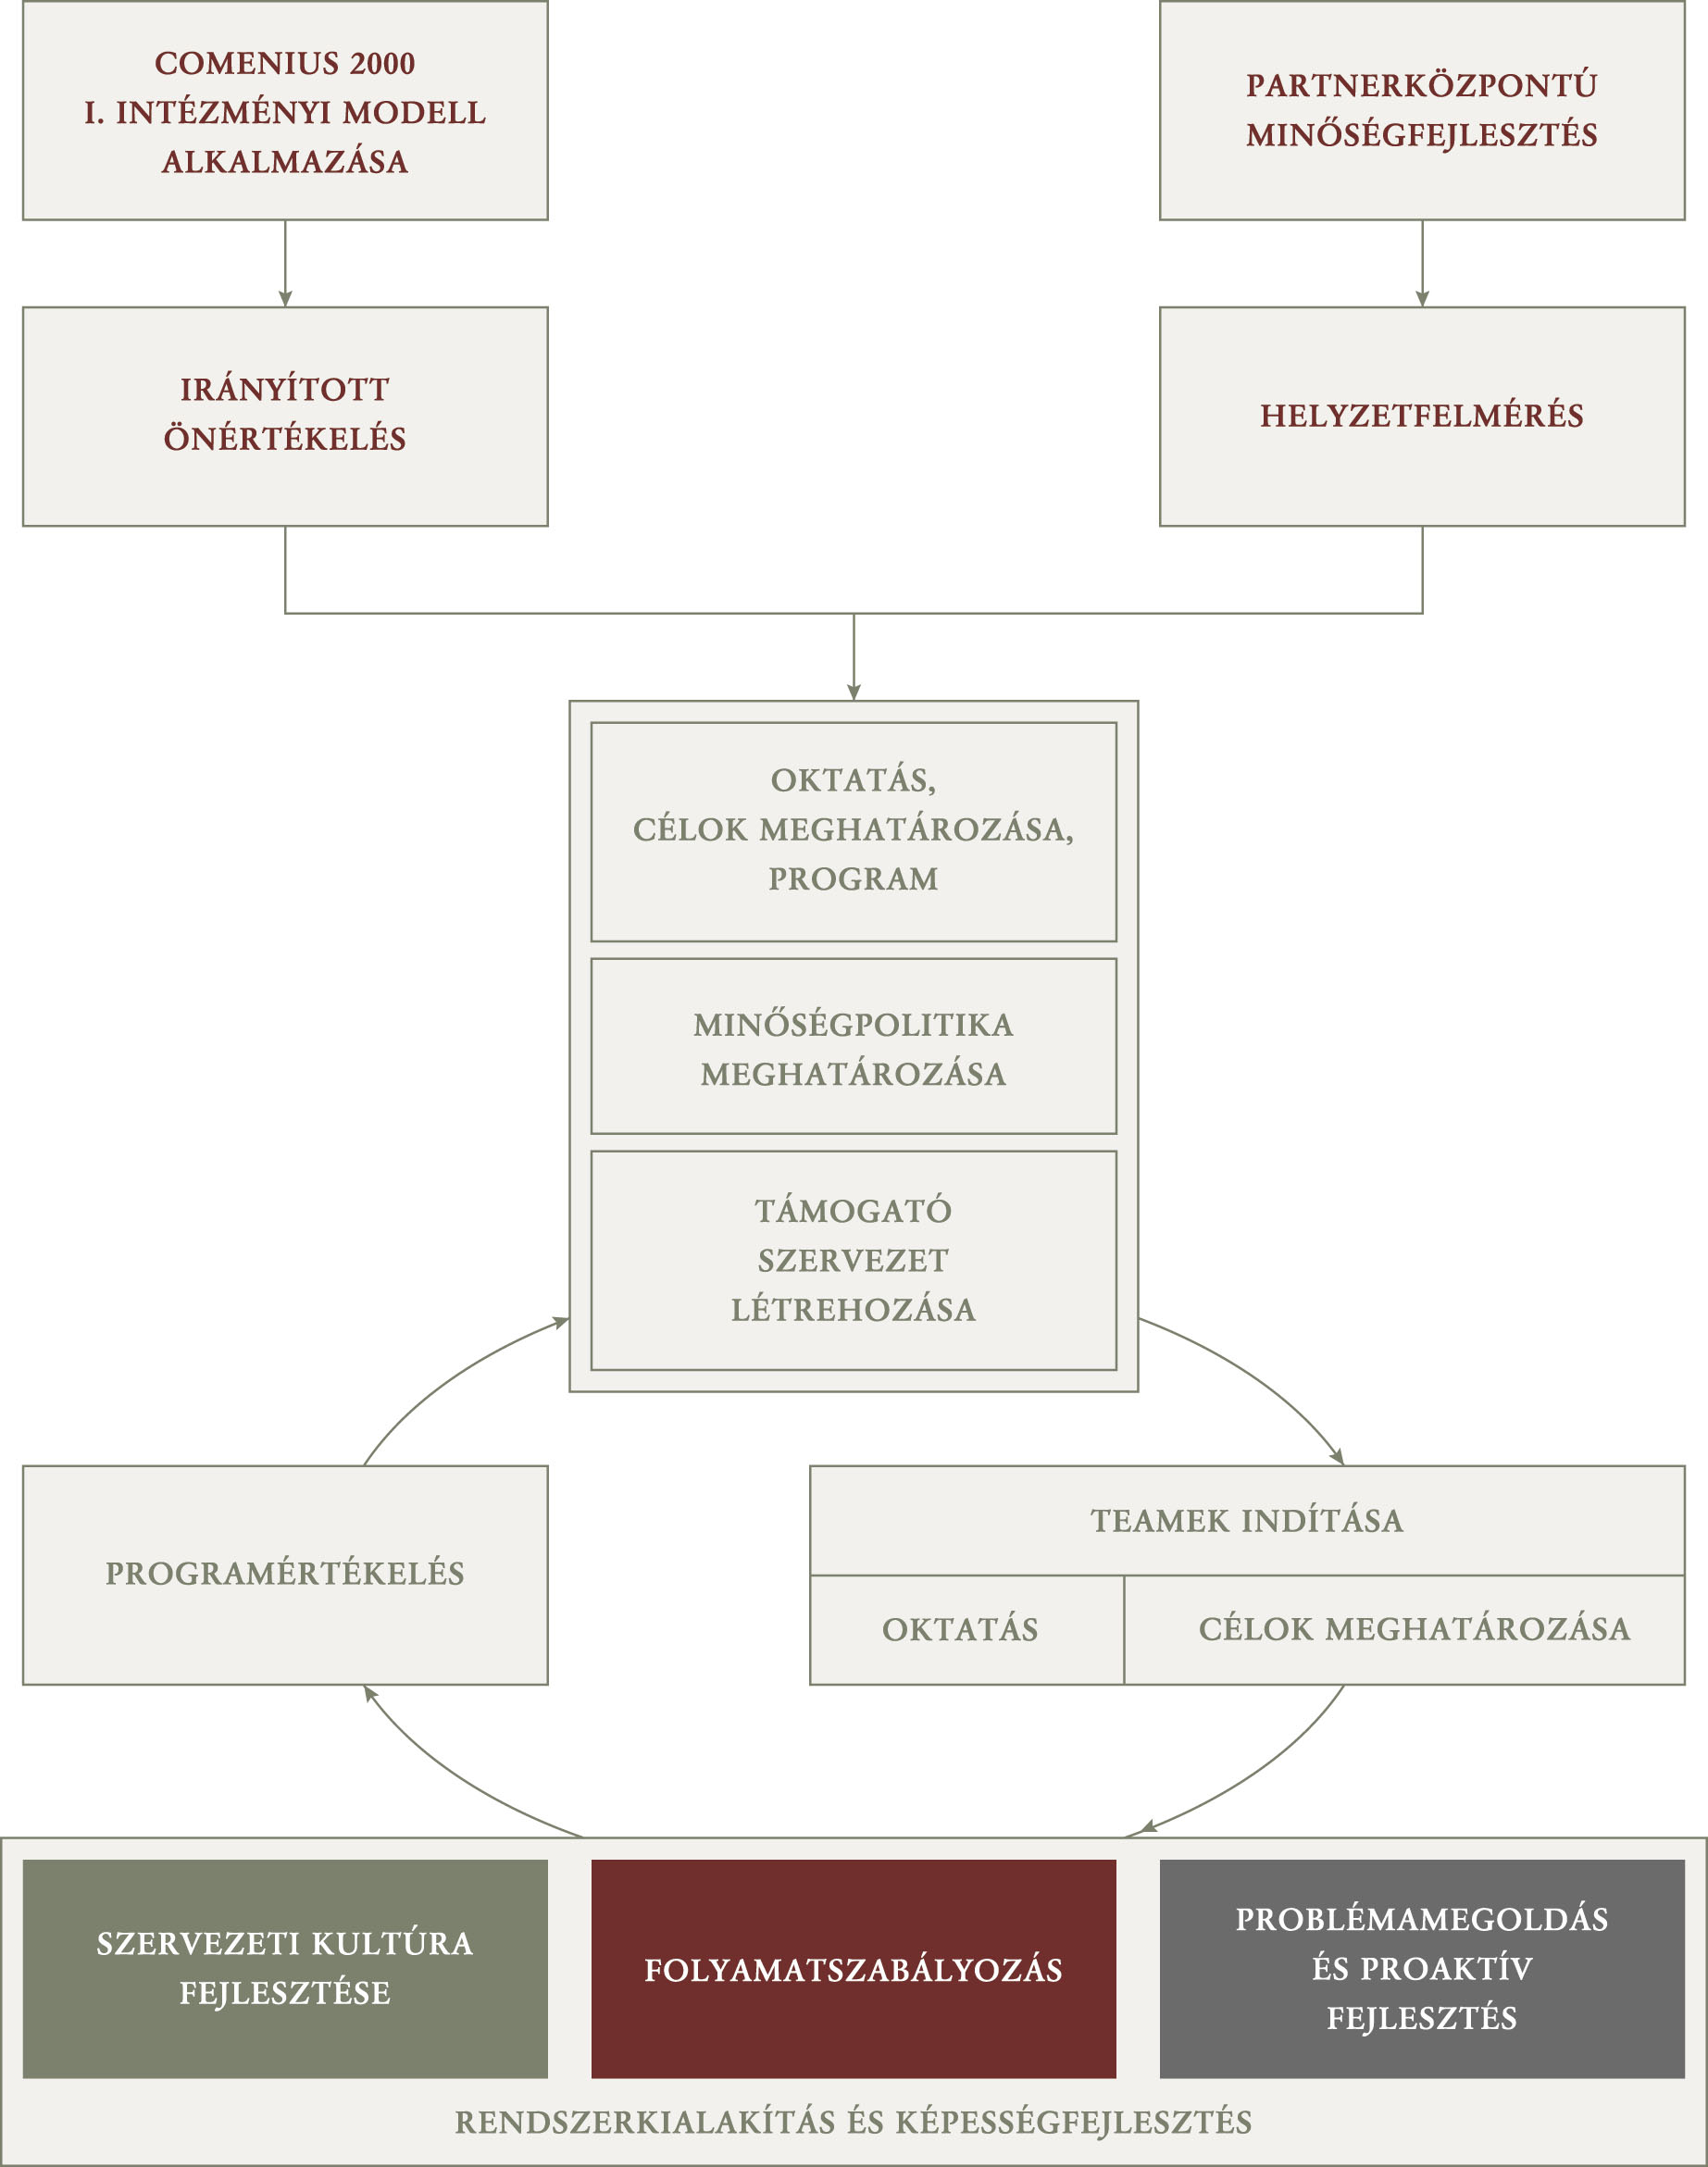 COMENIUS 2000
I. INTÉZMÉNYI MODELL
ALKALMAZÁSA
PARTNERKÖZPONTÚ
MINŐSÉGFEJLESZTÉS
IRÁNYÍTOTT
ÖNÉRTÉKELÉS
HELYZETFELMÉRÉS
OKTATÁS,
CÉLOK MEGHATÁROZÁSA,
PROGRAM
MINŐSÉGPOLITIKA
MEGHATÁROZÁSA
TÁMOGATÓ
SZERVEZET
LÉTREHOZÁSA
PROGRAMÉRTÉKELÉS
TEAMEK INDÍTÁSA
OKTATÁS
CÉLOK MEGHATÁROZÁSA
SZERVEZETI KULTÚRA
FEJLESZTÉSE
FOLYAMATSZABÁLYOZÁS
PROBLÉMAMEGOLDÁS
ÉS PROAKTÍV
FEJLESZTÉS
RENDSZERKIALAKÍTÁS ÉS KÉPESSÉGFEJLESZTÉS